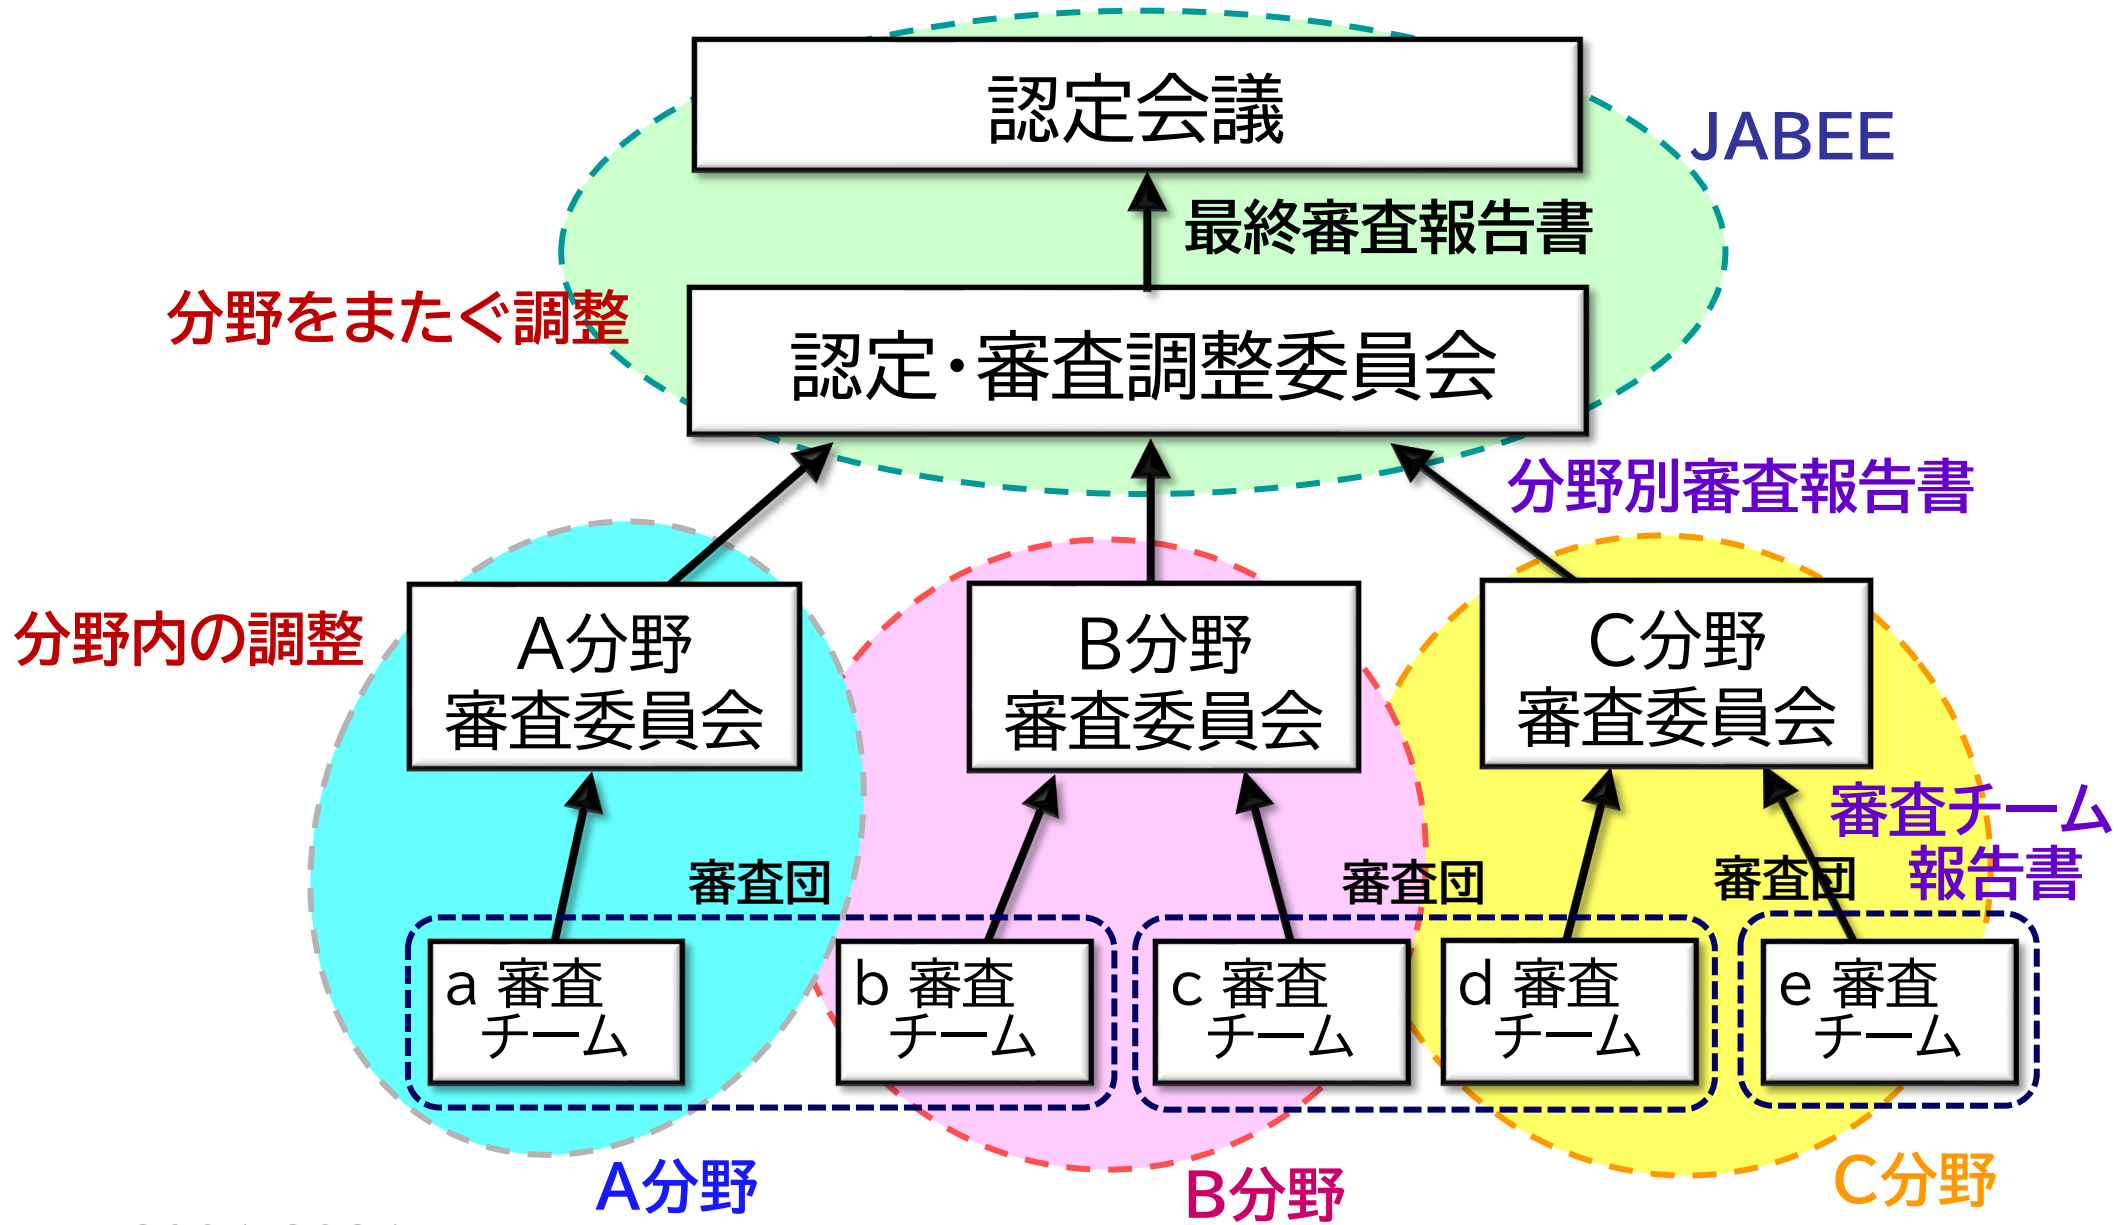 認定会議
JABEE
最終審査報告書
分野をまたぐ調整
認定・審査調整委員会
分野別審査報告書
分野内の調整
A分野
審査委員会
B分野
審査委員会
C分野
審査委員会
審査チーム
報告書
審査団
審査団
審査団
a 審査
チーム
b 審査
チーム
c 審査
チーム
d 審査
チーム
e 審査
チーム
A分野
B分野
C分野